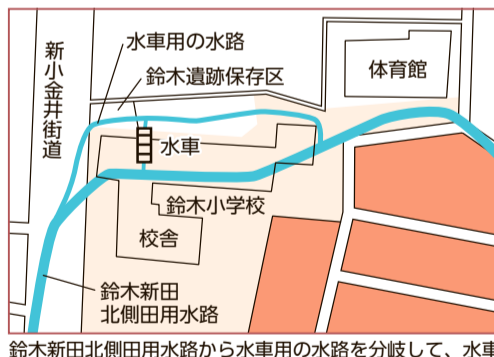 水車用の水路
鈴木遺跡保存区
体育館
新小金井街道
水車
鈴木小学校
校舎
鈴木新田
北側田用水路
鈴木新田北側田用水路から水車用の水路を分岐して、水車